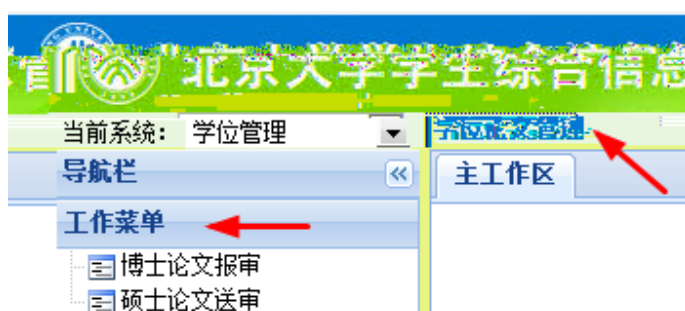 北京大学学生综合信息
当前系统： 学位管理
导航栏
主工作区
工作菜单
博士论文报审
硕士论文送审